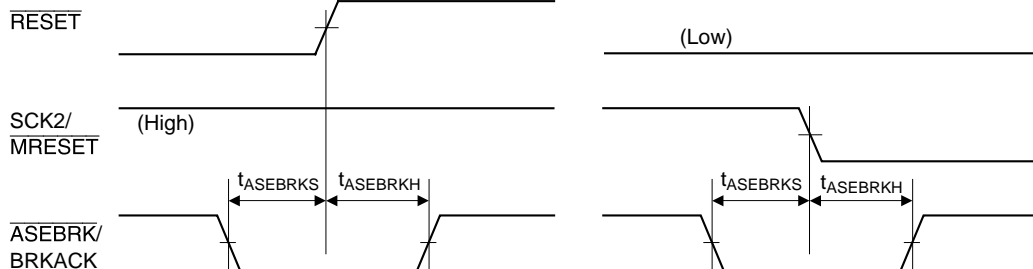 RESET
(Low)
SCK2/
MRESET
(High)
tASEBRKS
tASEBRKH
tASEBRKS
tASEBRKH
ASEBRK/
BRKACK